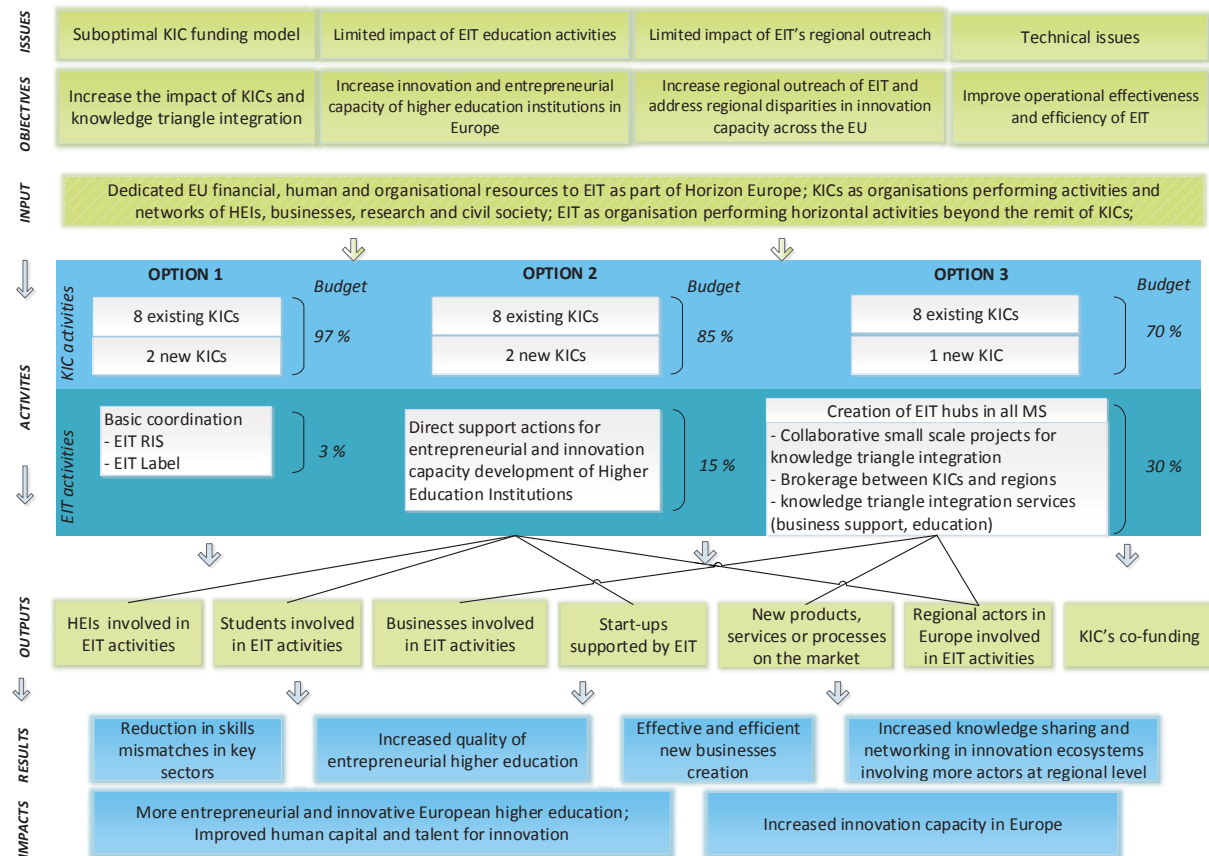 ISSUES
Suboptimal KIC funding model
Limited impact of EIT education activities
Limited impact of EIT's regional outreach
Technical issues
OBJECTIVES
Increase the impact of KICs and
knowledge triangle integration
Increase innovation and entrepreneurial
capacity of higher education institutions in
Europe
Increase regional outreach of EIT and
address regional disparities in innovation
capacity across the EU
Improve operational effectiveness
and efficiency of EIT
INPUT
Dedicated EU financial, human and organisational resources to EIT as part of Horizon Europe; KICs as organisations performing activities and
networks of HEIs, businesses, research and civil society; EIT as organisation performing horizontal activities beyond the remit of KICs;
ACTIVITES
KIC activities
OPTION 1
Budget
8 existing KICs
2 new KICs
97 %
OPTION 2
Budget
8 existing KICs
2 new KICs
85 %
OPTION 3
Budget
8 existing KICs
1 new KIC
70 %
EIT activities
Basic coordination
- EIT RIS
- EIT Label
3 %
Direct support actions for
entrepreneurial and innovation
capacity development of Higher
Education Institutions
15 %
Creation of EIT hubs in all MS
- Collaborative small scale projects for
knowledge triangle integration
- Brokerage between KICs and regions
- knowledge triangle integration services
(business support, education)
30 %
OUTPUTS
HEIs involved in
EIT activities
Students involved
in EIT activities
Businesses involved
in EIT activities
Start-ups
supported by EIT
New products,
services or processes
on the market
Regional actors in
Europe involved
in EIT activities
KIC's co-funding
RESULTS
Reduction in skills
mismatches in key
sectors
Increased quality of
entrepreneurial higher education
Effective and efficient
new businesses
creation
Increased knowledge sharing and
networking in innovation ecosystems
involving more actors at regional level
IMPACTS
More entrepreneurial and innovative European higher education;
Improved human capital and talent for innovation
Increased innovation capacity in Europe